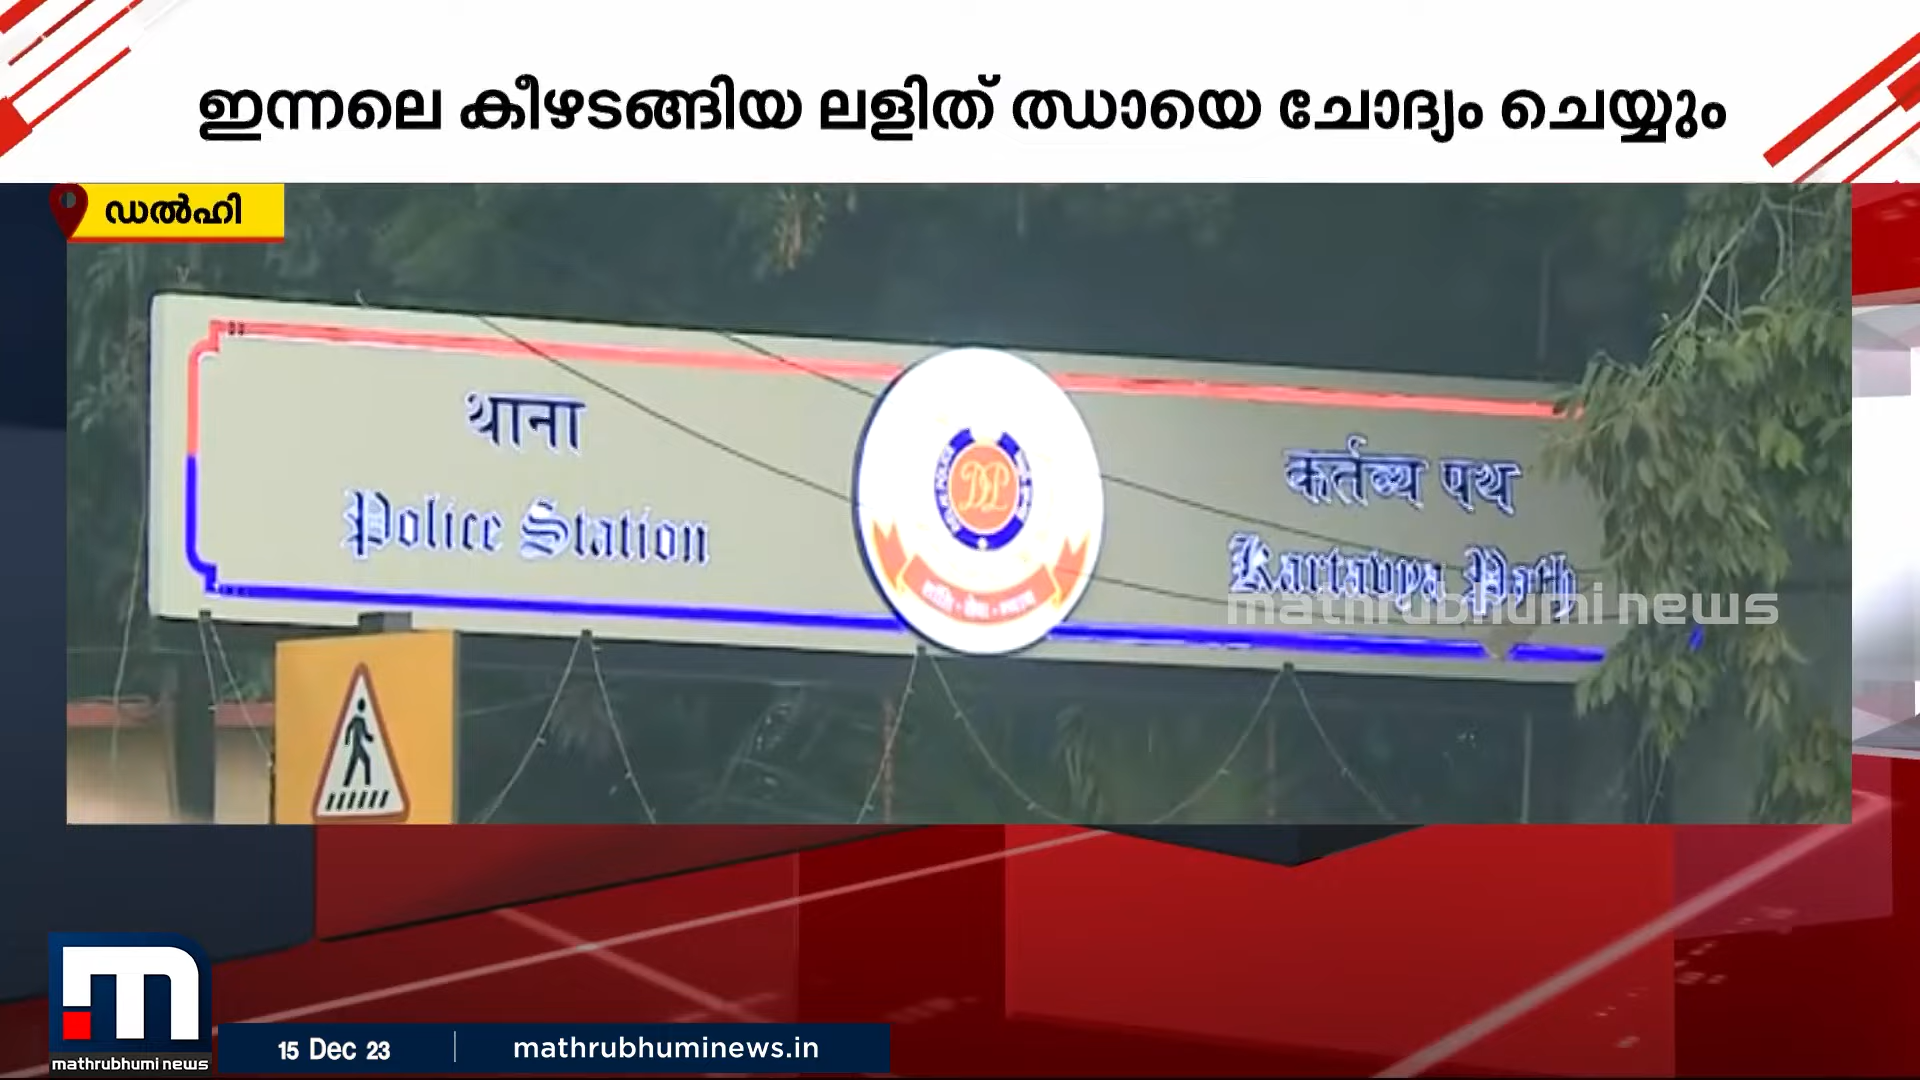 ഇന്നലെ കീഴടങ്ങിയ ലളിത് ഝായെ ചോദ്യം ചെയ്യും
ഡൽഹി
थाना
Police Station
कर्तव्य पथ
Kartavya Path
DP
mathrubhumi news
mathrubhumi news
15 Dec 23
mathrubhuminews.in